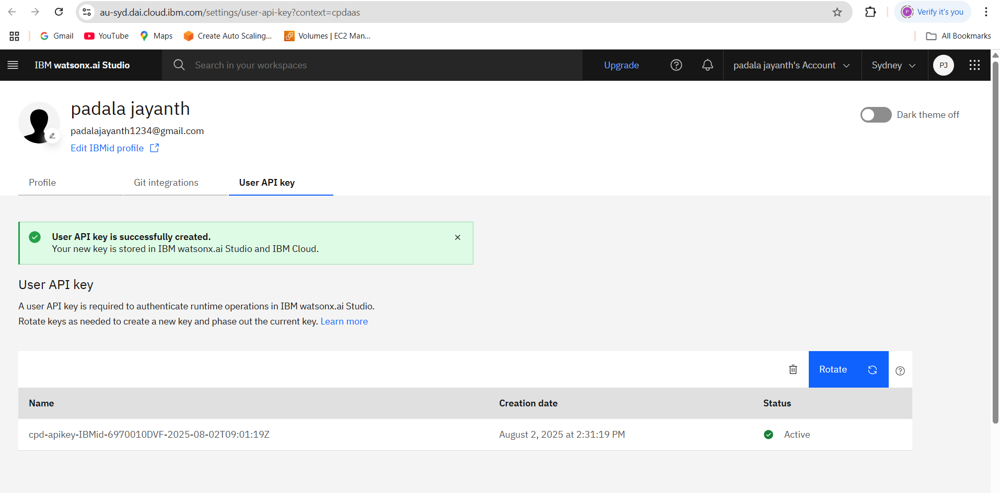 au-syd.dai.cloud.ibm.com/settings/user-api-key?context=cpdaas
P
Verify it's you
Gmail
YouTube
Maps
Create Auto Scaling...
Volumes | EC2 Man...
All Bookmarks
IBM watsonx.ai Studio
Search in your workspaces
Upgrade
padala jayanth's Account
Sydney
PJ
padala jayanth
padalajayanth1234@gmail.com
Edit IBMid profile
Dark theme off
Profile
Git integrations
User API key
User API key is successfully created.
Your new key is stored in IBM watsonx.ai Studio and IBM Cloud.
User API key
A user API key is required to authenticate runtime operations in IBM watsonx.ai Studio.
Rotate keys as needed to create a new key and phase out the current key. Learn more
Rotate
Name
Creation date
Status
cpd-apikey-IBMid-6970010DVF-2025-08-02T09:01:19Z
August 2, 2025 at 2:31:19 PM
Active